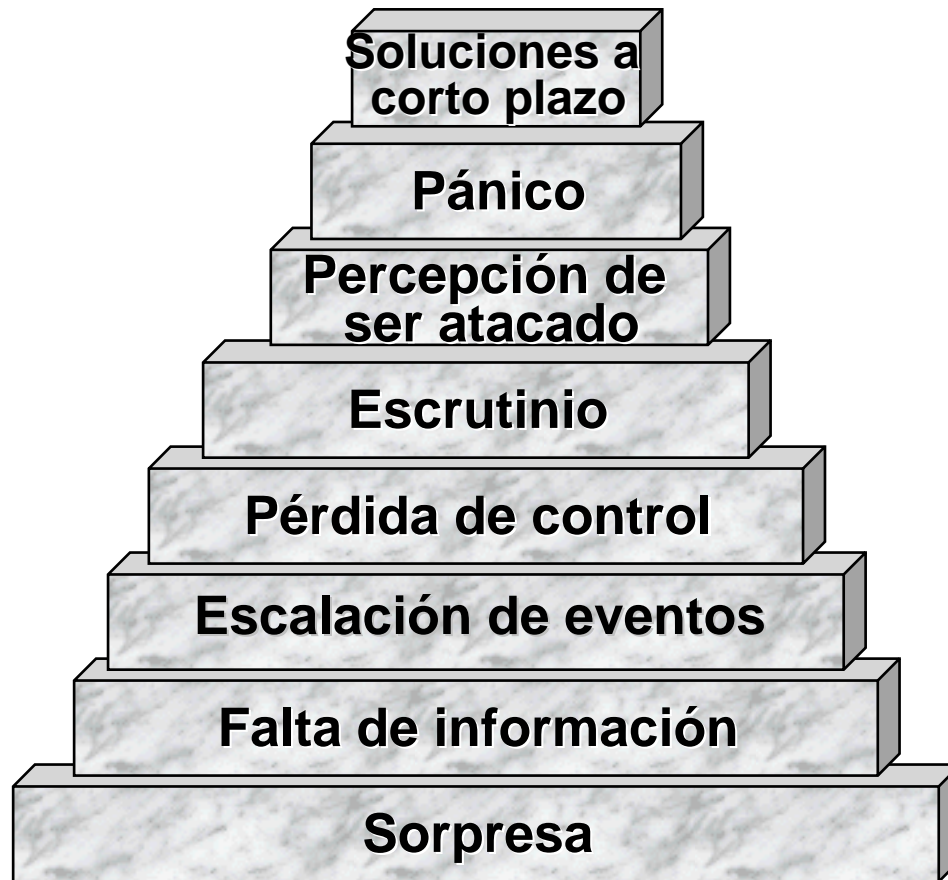 Soluciones a
corto plazo
Pánico
Percepción de
ser atacado
Escrutinio
Pérdida de control
Escalación de eventos
Falta de información
Sorpresa